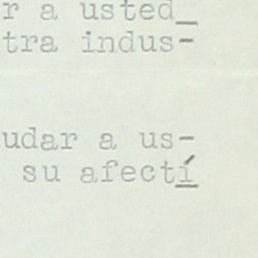 r a usted_
tra indus-
udar a us-
su afectí